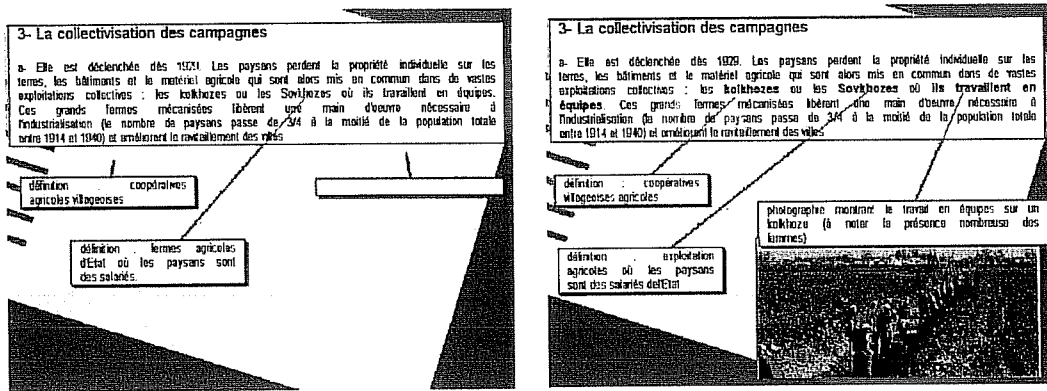 3- La collectivisation des campagnes
a- Elle est déclenchée dès 1929. Les paysans perdent la propriété individuelle sur les
terres, les bâtiments et le matériel agricole qui sont alors mis en commun dans de vastes
exploitations collectives : les kolkhozes ou les Sovkhozes où ils travaillent en équipes.
Ces grands fermes mécanisées libèrent une main d'oeuvre nécessaire à
l'industrialisation (le nombre de paysans passe de 3/4 à la moitié de la population totale
entre 1914 et 1940) et améliorent le ravitaillement des villes
définition : coopératives
agricoles villageoises
définition : fermes agricoles
d'Etat où les paysans sont
des salariés.
3- La collectivisation des campagnes
a- Elle est déclenchée dès 1929. Les paysans perdent la propriété individuelle sur les
terres, les bâtiments et le matériel agricole qui sont alors mis en commun dans de vastes
exploitations collectives : les kolkhozes ou les Sovkhozes où ils travaillent en
équipes. Ces grands fermes mécanisées libèrent une main d'oeuvre nécessaire à
l'industrialisation (le nombre de paysans passe de 3/4 à la moitié de la population totale
entre 1914 et 1940) et améliorent le ravitaillement des villes
définition : coopératives
villageoises agricoles
photographie montrant le travail en équipes sur un
kolkhoze (à noter la présence nombreuse des
femmes)
définition : exploitation
agricoles où les paysans
sont des salariés del'Etat